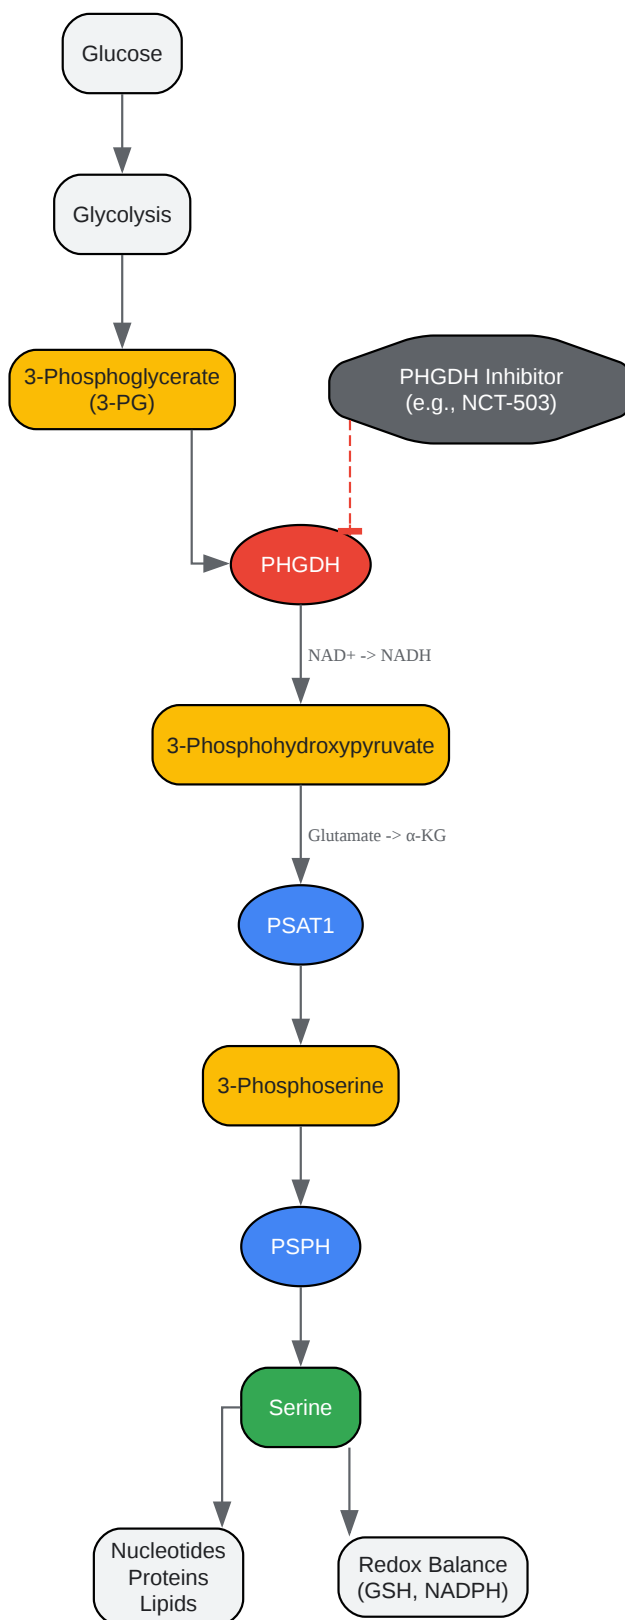 Glucose
Glycolysis
3-Phosphoglycerate
(3-PG)
PHGDH Inhibitor
(e.g., NCT-503)
PHGDH
NAD+ -> NADH
3-Phosphohydroxypyruvate
Glutamate -> α-KG
PSAT1
3-Phosphoserine
PSPH
Serine
Nucleotides
Proteins
Lipids
Redox Balance
(GSH, NADPH)